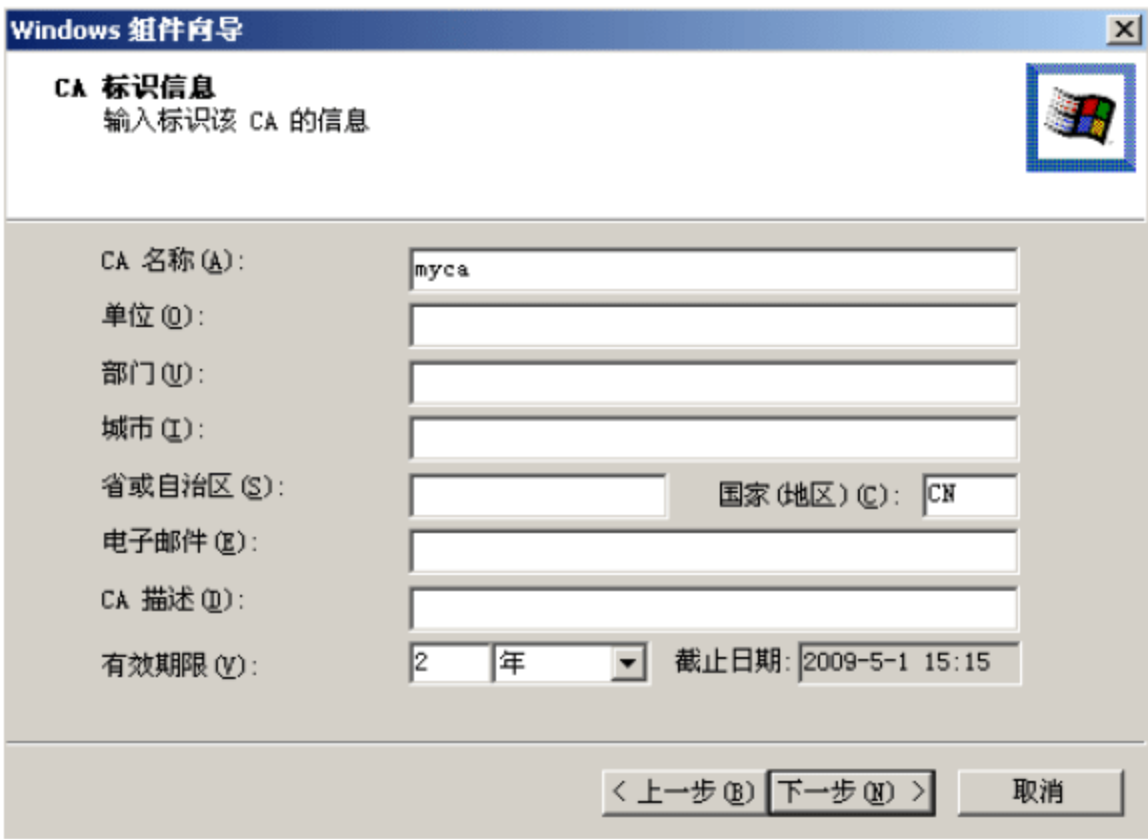 Windows 组件向导
CA 标识信息
输入标识该 CA 的信息
CA 名称(A): myca
单位(O):
部门(U):
城市(I):
省或自治区(S): 国家(地区)(C): CN
电子邮件(E):
CA 描述(D):
有效期限(V): 2 年 截止日期: 2009-5-1 15:15
< 上一步(B) 下一步(N) > 取消